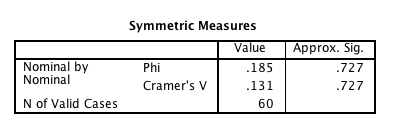 Symmetric Measures
Value Approx. Sig.
Nominal by Phi .185 .727
Nominal Cramer's V .131 .727
N of Valid Cases 60